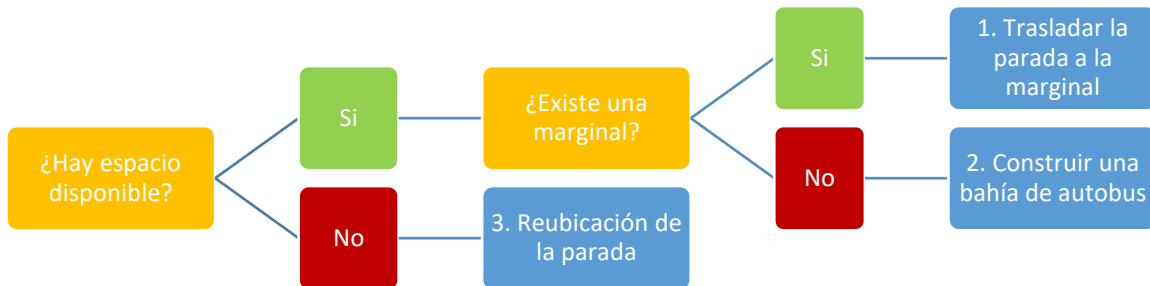 ¿Hay espacio
disponible?
Si
No
¿Existe una
marginal?
3. Reubicación de
la parada
Si
No
1. Trasladar la
parada a la
marginal
2. Construir una
bahía de autobus